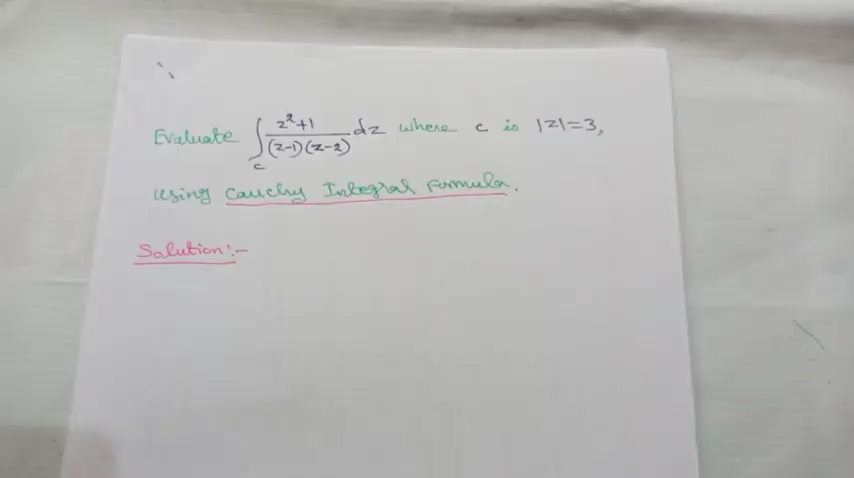 Evaluate ∫_c (z²+1)/((z-1)(z-2)) dz where c is |z|=3,
using Cauchy Integral Formula.
Solution:-